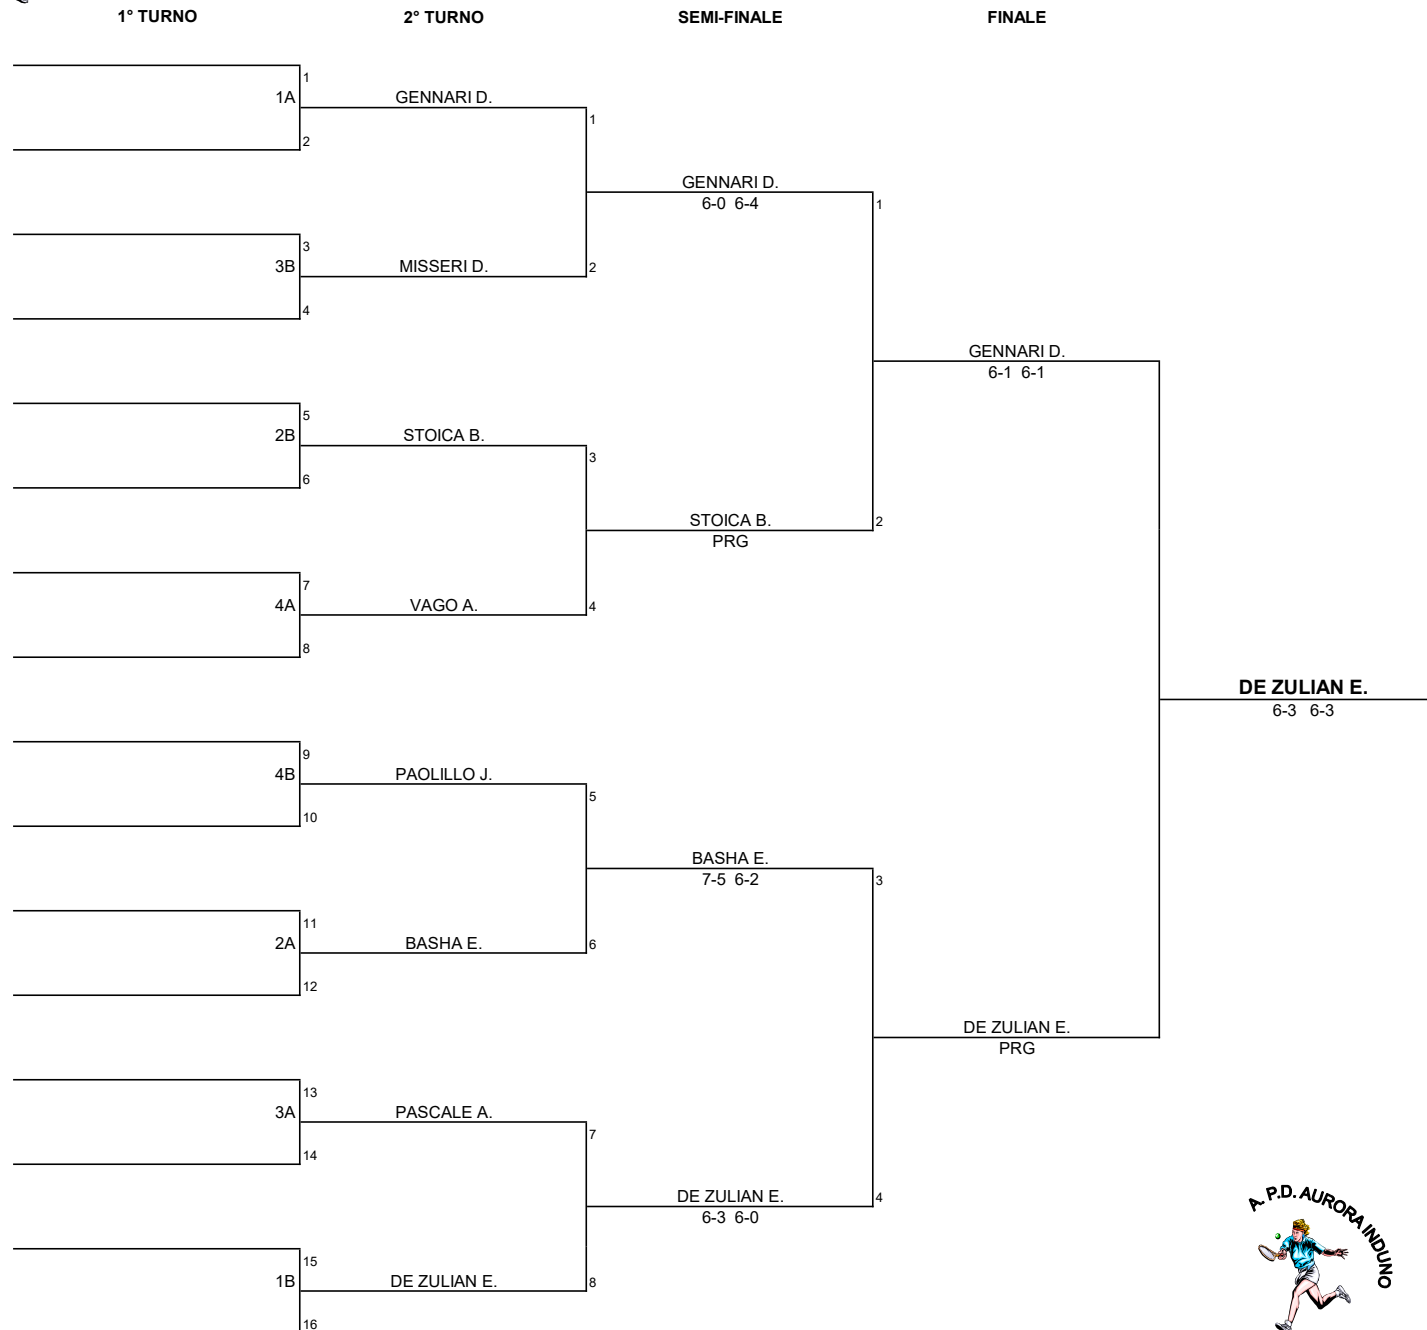 1° TURNO 2° TURNO SEMI-FINALE FINALE
1
1A GENNARI D.
1
2
GENNARI D.
6-0 6-4
1
3
3B MISSERI D.
2
4
GENNARI D.
6-1 6-1
5
2B STOICA B.
3
6
STOICA B.
2
PRG
7
4A VAGO A.
4
8
DE ZULIAN E.
6-3 6-3
9
4B PAOLILLO J.
5
10
BASHA E.
7-5 6-2
3
11
2A BASHA E.
6
12
DE ZULIAN E.
PRG
13
3A PASCALE A.
7
14
DE ZULIAN E.
4
6-3 6-0
A. P.D. AURORA INDUNO
15
1B DE ZULIAN E.
8
16